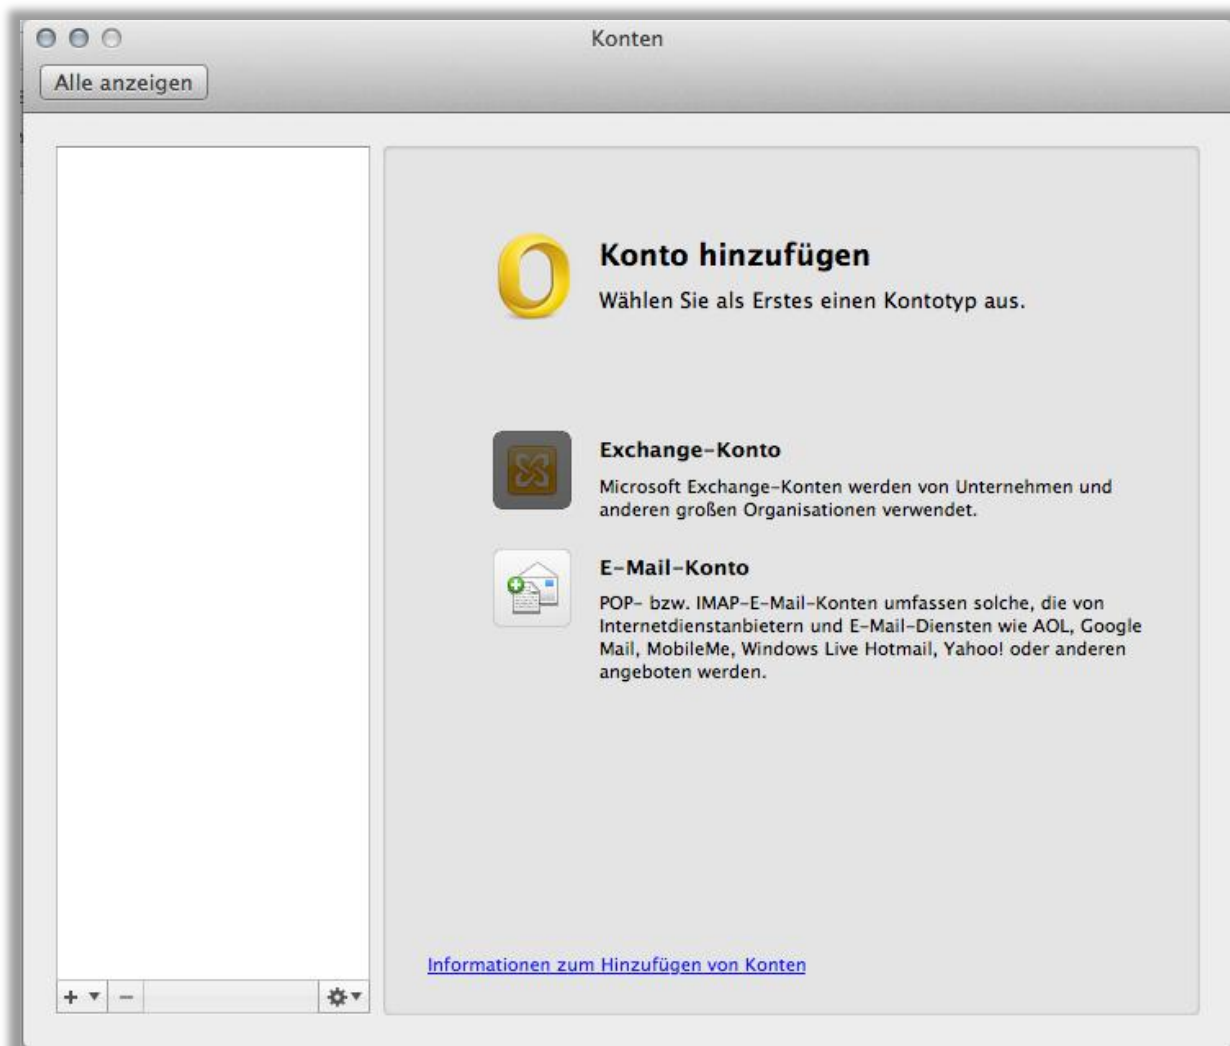 Konten
Alle anzeigen
Konto hinzufügen
Wählen Sie als Erstes einen Kontotyp aus.
Exchange-Konto
Microsoft Exchange-Konten werden von Unternehmen und
anderen großen Organisationen verwendet.
E-Mail-Konto
POP- bzw. IMAP-E-Mail-Konten umfassen solche, die von
Internetdienstanbietern und E-Mail-Diensten wie AOL, Google
Mail, MobileMe, Windows Live Hotmail, Yahoo! oder anderen
angeboten werden.
Informationen zum Hinzufügen von Konten